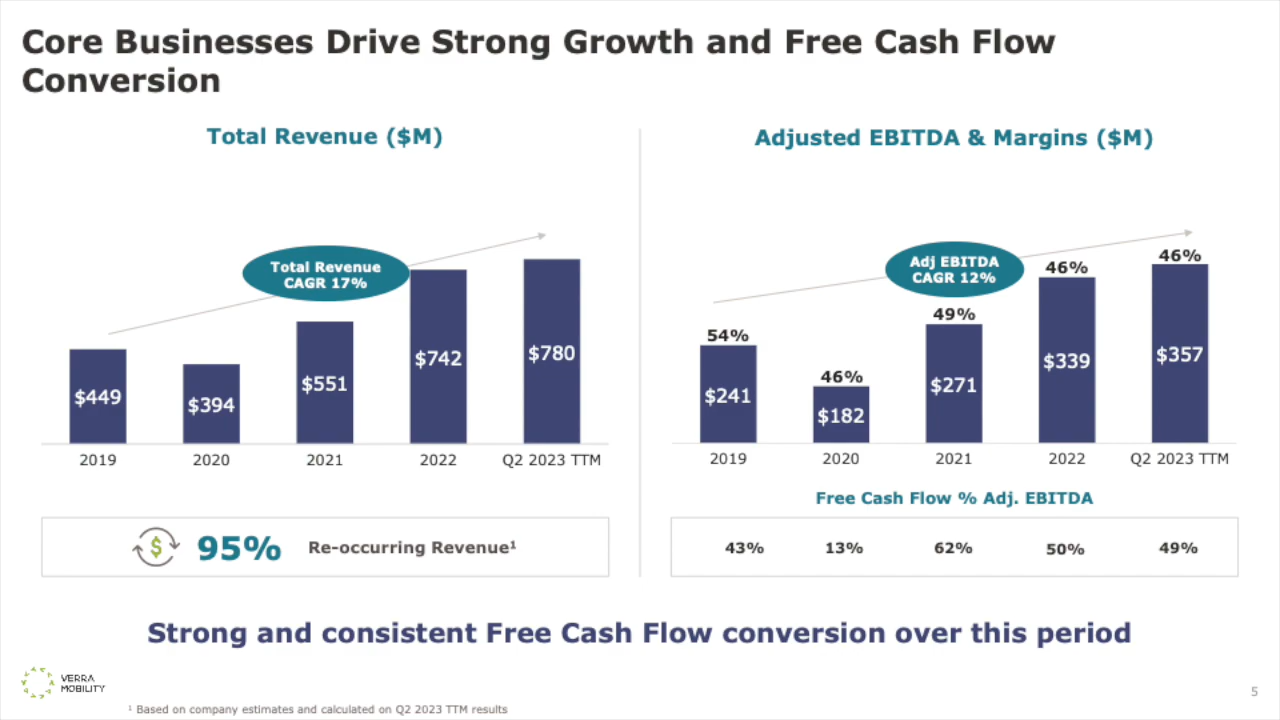 Core Businesses Drive Strong Growth and Free Cash Flow
Conversion
Total Revenue ($M)
Total Revenue
CAGR 17%
$449
$394
$551
$742
$780
2019
2020
2021
2022
Q2 2023 TTM
$
95%
Re-occurring Revenue¹
Adjusted EBITDA & Margins ($M)
Adj EBITDA
CAGR 12%
54%
46%
49%
46%
46%
$241
$182
$271
$339
$357
2019
2020
2021
2022
Q2 2023 TTM
Free Cash Flow % Adj. EBITDA
43%
13%
62%
50%
49%
Strong and consistent Free Cash Flow conversion over this period
VERRA
MOBILITY
¹ Based on company estimates and calculated on Q2 2023 TTM results
5